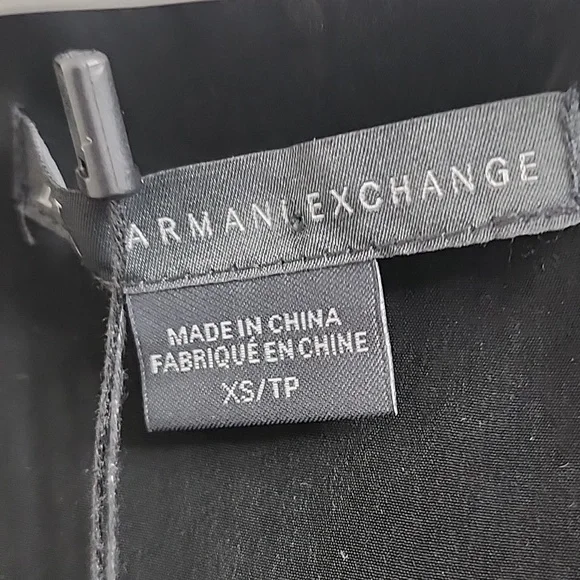 ARMANI EXCHANGE
MADE IN CHINA
FABRIQUÉ EN CHINE
XS/TP